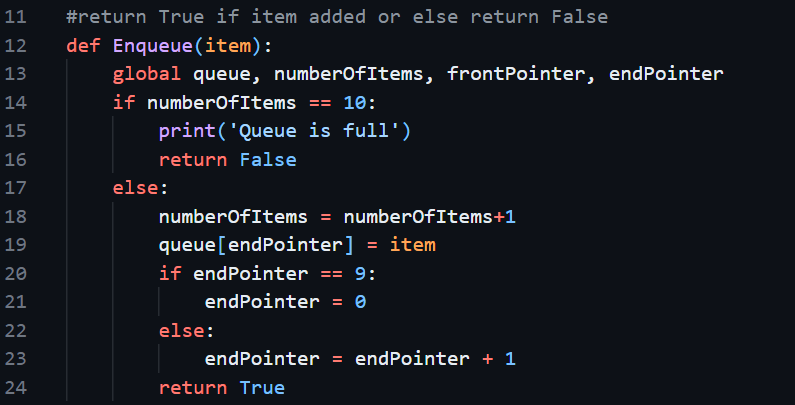 11 #return True if item added or else return False
12 def Enqueue(item):
13     global queue, numberOfItems, frontPointer, endPointer
14     if numberOfItems == 10:
15         print('Queue is full')
16         return False
17     else:
18         numberOfItems = numberOfItems+1
19         queue[endPointer] = item
20         if endPointer == 9:
21             endPointer = 0
22         else:
23             endPointer = endPointer + 1
24         return True